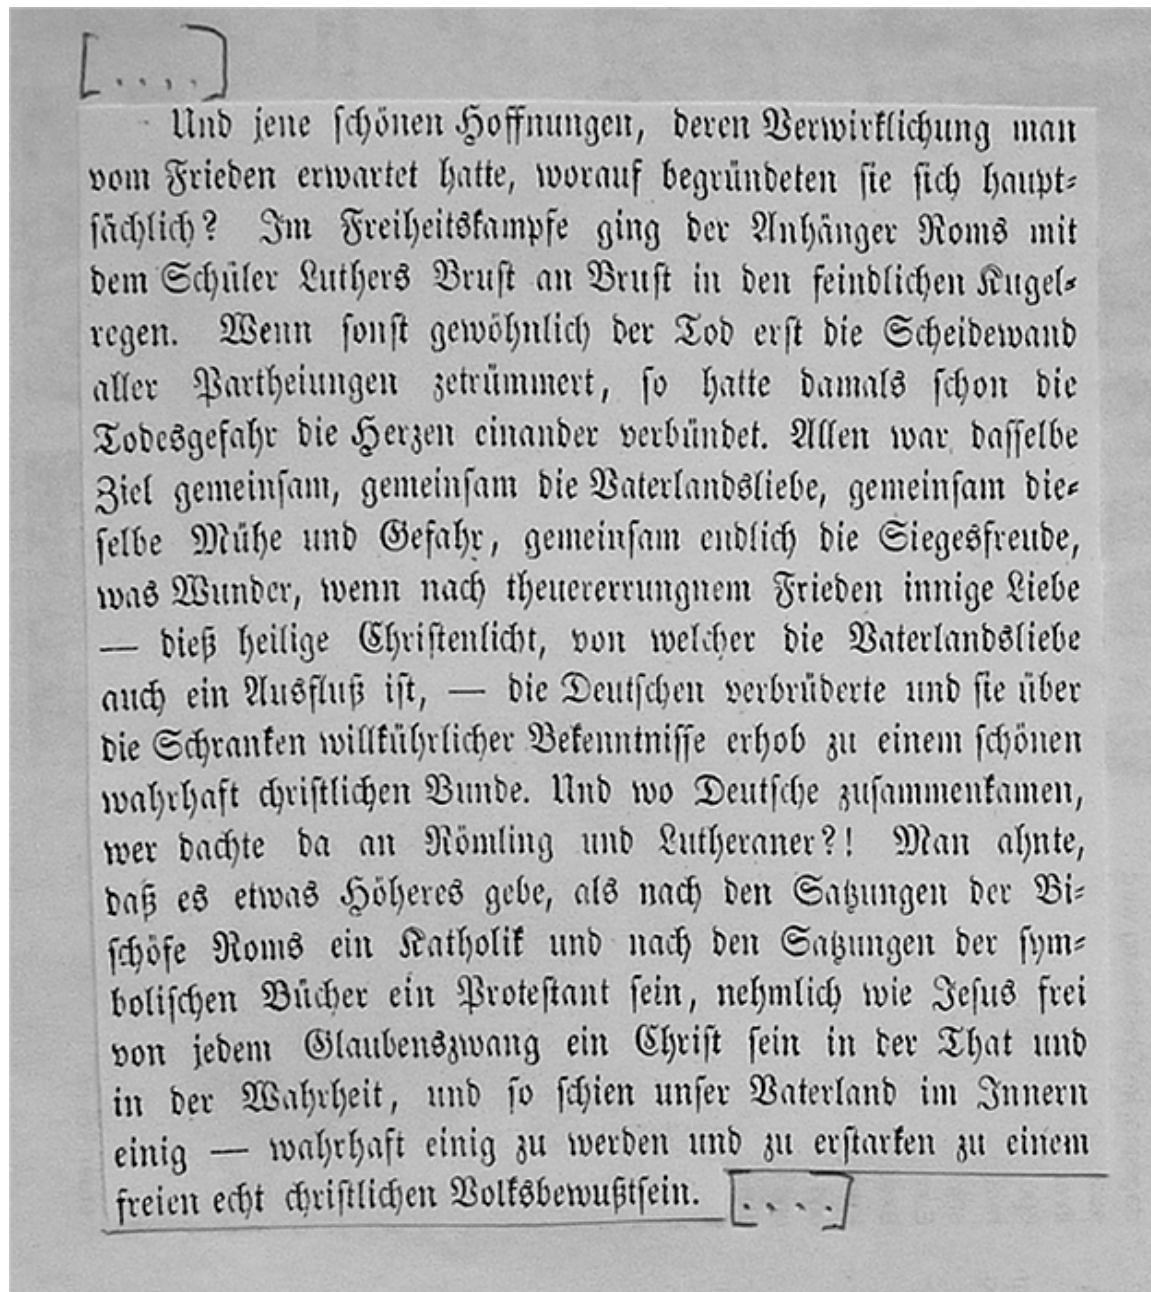 [....]
Und jene schönen Hoffnungen, deren Verwirklichung man
vom Frieden erwartet hatte, worauf begründeten sie sich haupt-
sächlich? Im Freiheitskampfe ging der Anhänger Roms mit
dem Schüler Luthers Brust an Brust in den feindlichen Kugel-
regen. Wenn sonst gewöhnlich der Tod erst die Scheidewand
aller Partheiungen zetrümmert, so hatte damals schon die
Todesgefahr die Herzen einander verbündet. Allen war dasselbe
Ziel gemeinsam, gemeinsam die Vaterlandsliebe, gemeinsam die-
selbe Mühe und Gefahr, gemeinsam endlich die Siegesfreude,
was Wunder, wenn nach theuererrungnem Frieden innige Liebe
— dieß heilige Christenlicht, von welcher die Vaterlandsliebe
auch ein Ausfluß ist, — die Deutschen verbrüderte und sie über
die Schranken willkührlicher Bekenntnisse erhob zu einem schönen
wahrhaft christlichen Bunde. Und wo Deutsche zusammenkamen,
wer dachte da an Römling und Lutheraner?! Man ahnte,
daß es etwas Höheres gebe, als nach den Satzungen der Bi-
schöfe Roms ein Katholik und nach den Satzungen der sym-
bolischen Bücher ein Protestant sein, nehmlich wie Jesus frei
von jedem Glaubenszwang ein Christ sein in der That und
in der Wahrheit, und so schien unser Vaterland im Innern
einig — wahrhaft einig zu werden und zu erstarken zu einem
freien echt christlichen Volksbewußtsein. [....]